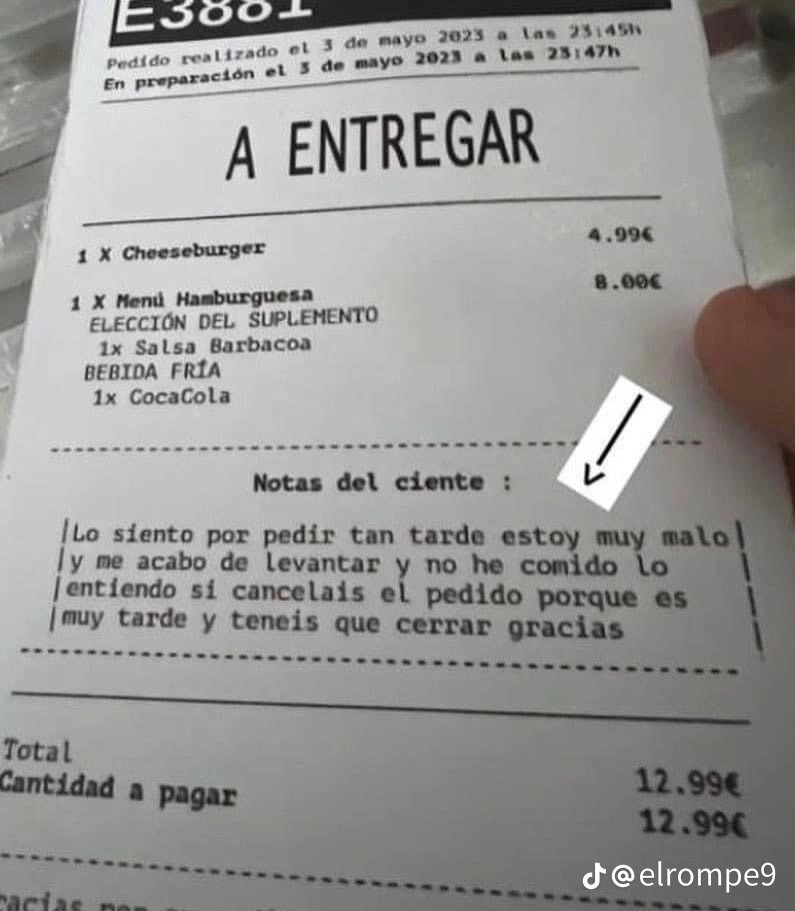 E3881
Pedido realizado el 3 de mayo 2023 a las 23:45h
En preparación el 3 de mayo 2023 a las 23:47h
A ENTREGAR
1 X Cheeseburger 4.99€
1 X Menú Hamburguesa 8.00€
ELECCIÓN DEL SUPLEMENTO
1x Salsa Barbacoa
BEBIDA FRÍA
1x CocaCola
Notas del ciente :
Lo siento por pedir tan tarde estoy muy malo
y me acabo de levantar y no he comido lo
entiendo si cancelais el pedido porque es
muy tarde y teneis que cerrar gracias
Total 12.99€
Cantidad a pagar 12.99€
@elrompe9